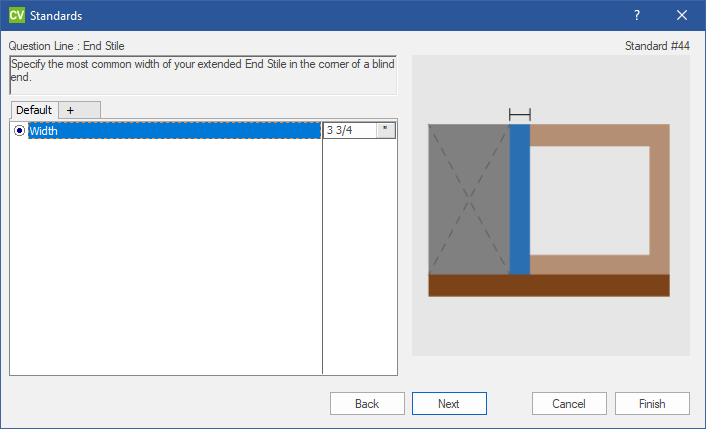 CV Standards ?
Question Line : End Stile
Standard #44
Specify the most common width of your extended End Stile in the corner of a blind
end.
Default +
Width 3 3/4 "
Back Next Cancel Finish